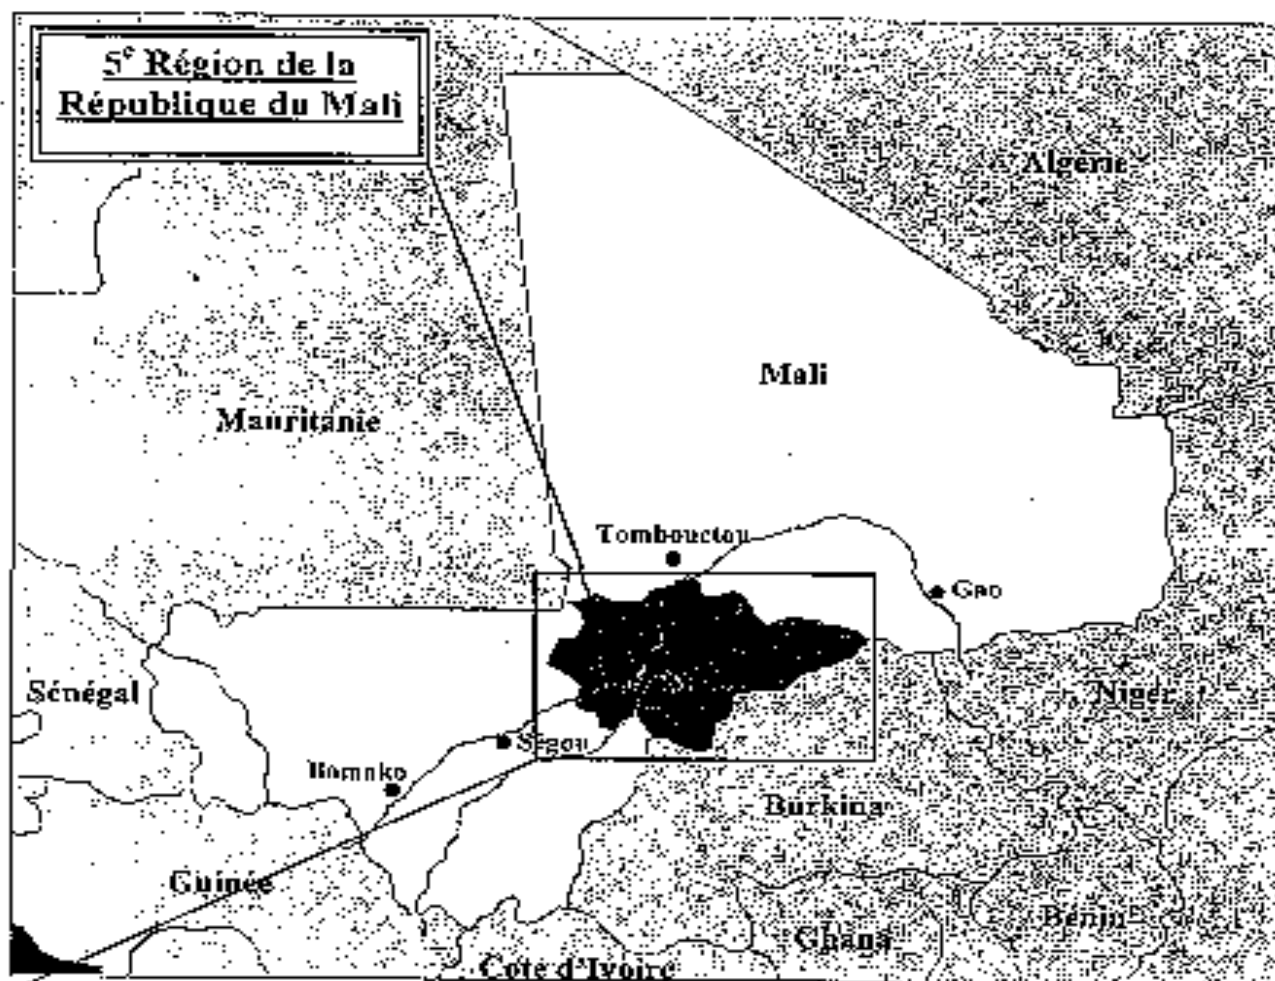 5e Région de la
République du Mali
Algérie
Mali
Mauritanie
Tombouctou
Gao
Sénégal
Niger
Ségou
Bamako
Burkina
Guinée
Bénin
Ghana
Cote d'Ivoire